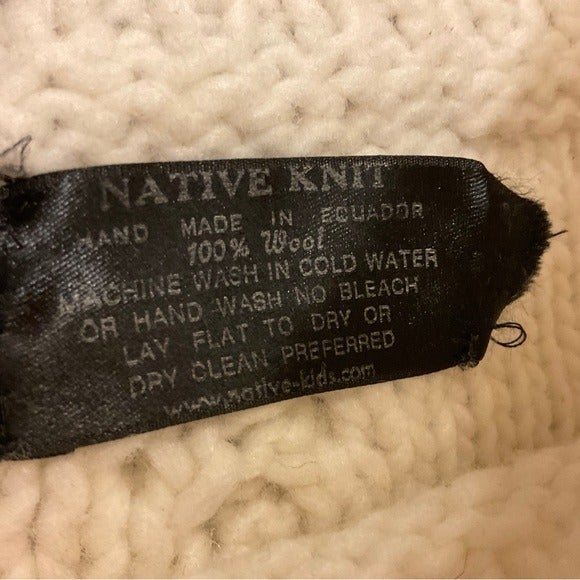 NATIVE KNIT
HAND MADE IN ECUADOR
100% Wool
MACHINE WASH IN COLD WATER
OR HAND WASH NO BLEACH
LAY FLAT TO DRY OR
DRY CLEAN PREFERRED
www.native-kids.com